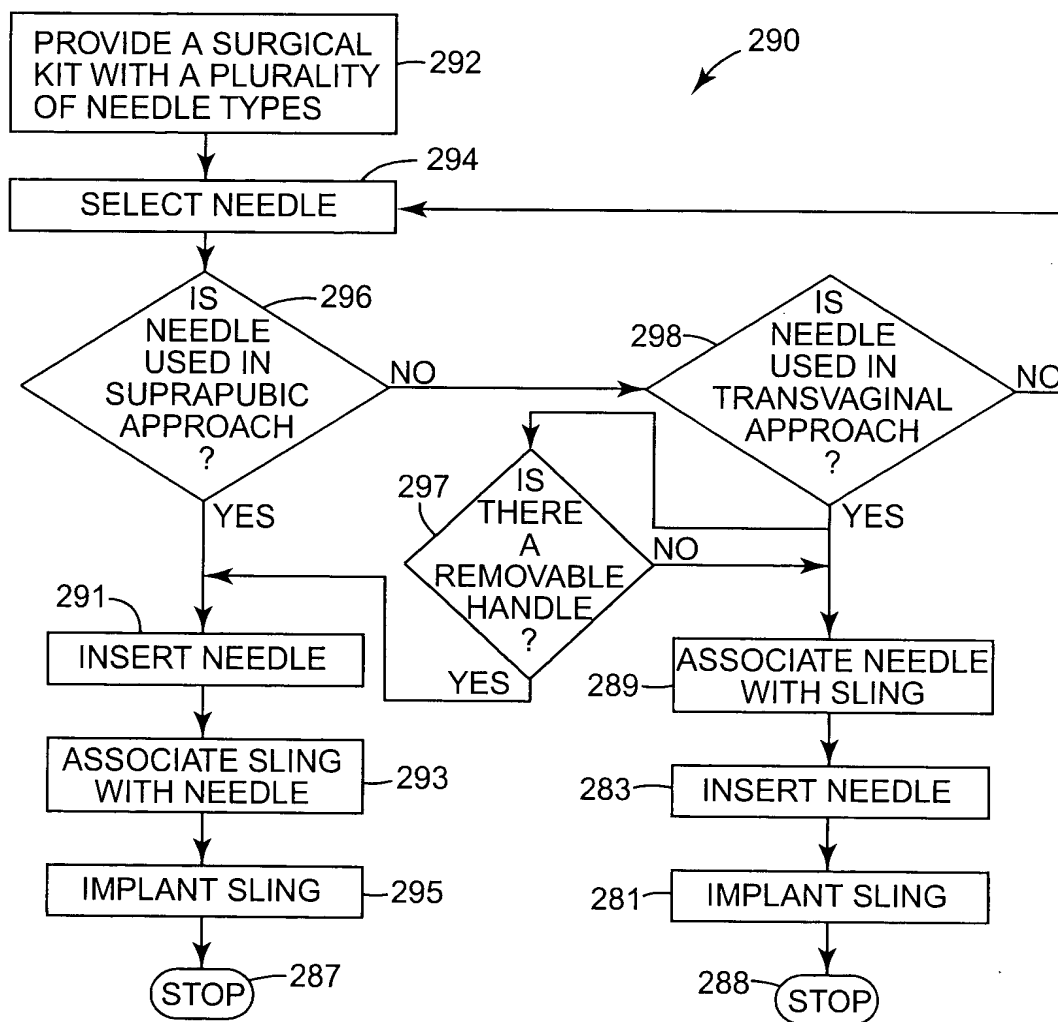 PROVIDE A SURGICAL
KIT WITH A PLURALITY
OF NEEDLE TYPES
292
290
294
SELECT NEEDLE
296
IS
NEEDLE
USED IN
SUPRAPUBIC
APPROACH
?
NO
YES
298
IS
NEEDLE
USED IN
TRANSVAGINAL
APPROACH
?
NO
YES
297
IS
THERE
A
REMOVABLE
HANDLE
?
NO
YES
291
INSERT NEEDLE
ASSOCIATE SLING
WITH NEEDLE
293
IMPLANT SLING
295
STOP
287
289
ASSOCIATE NEEDLE
WITH SLING
283
INSERT NEEDLE
281
IMPLANT SLING
288
STOP